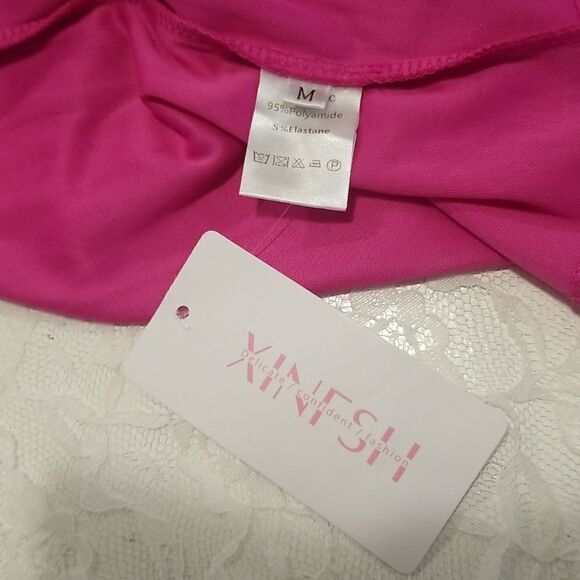 M C
95%Polyamide
5%Elastane
XINFSH
Delicate / confident / fashion